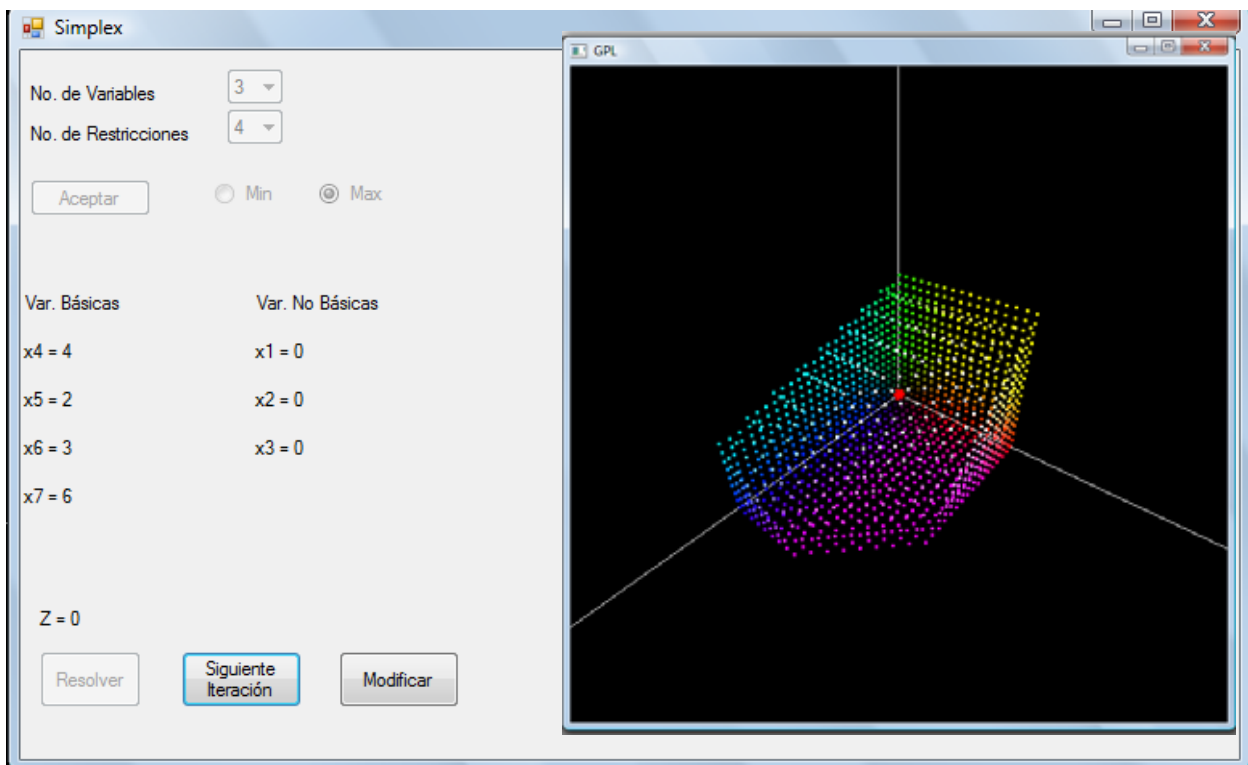 Simplex
GPL
No. de Variables 3
No. de Restricciones 4
Aceptar Min Max
Var. Básicas Var. No Básicas
x4 = 4 x1 = 0
x5 = 2 x2 = 0
x6 = 3 x3 = 0
x7 = 6
Z = 0
Resolver Siguiente Iteración Modificar